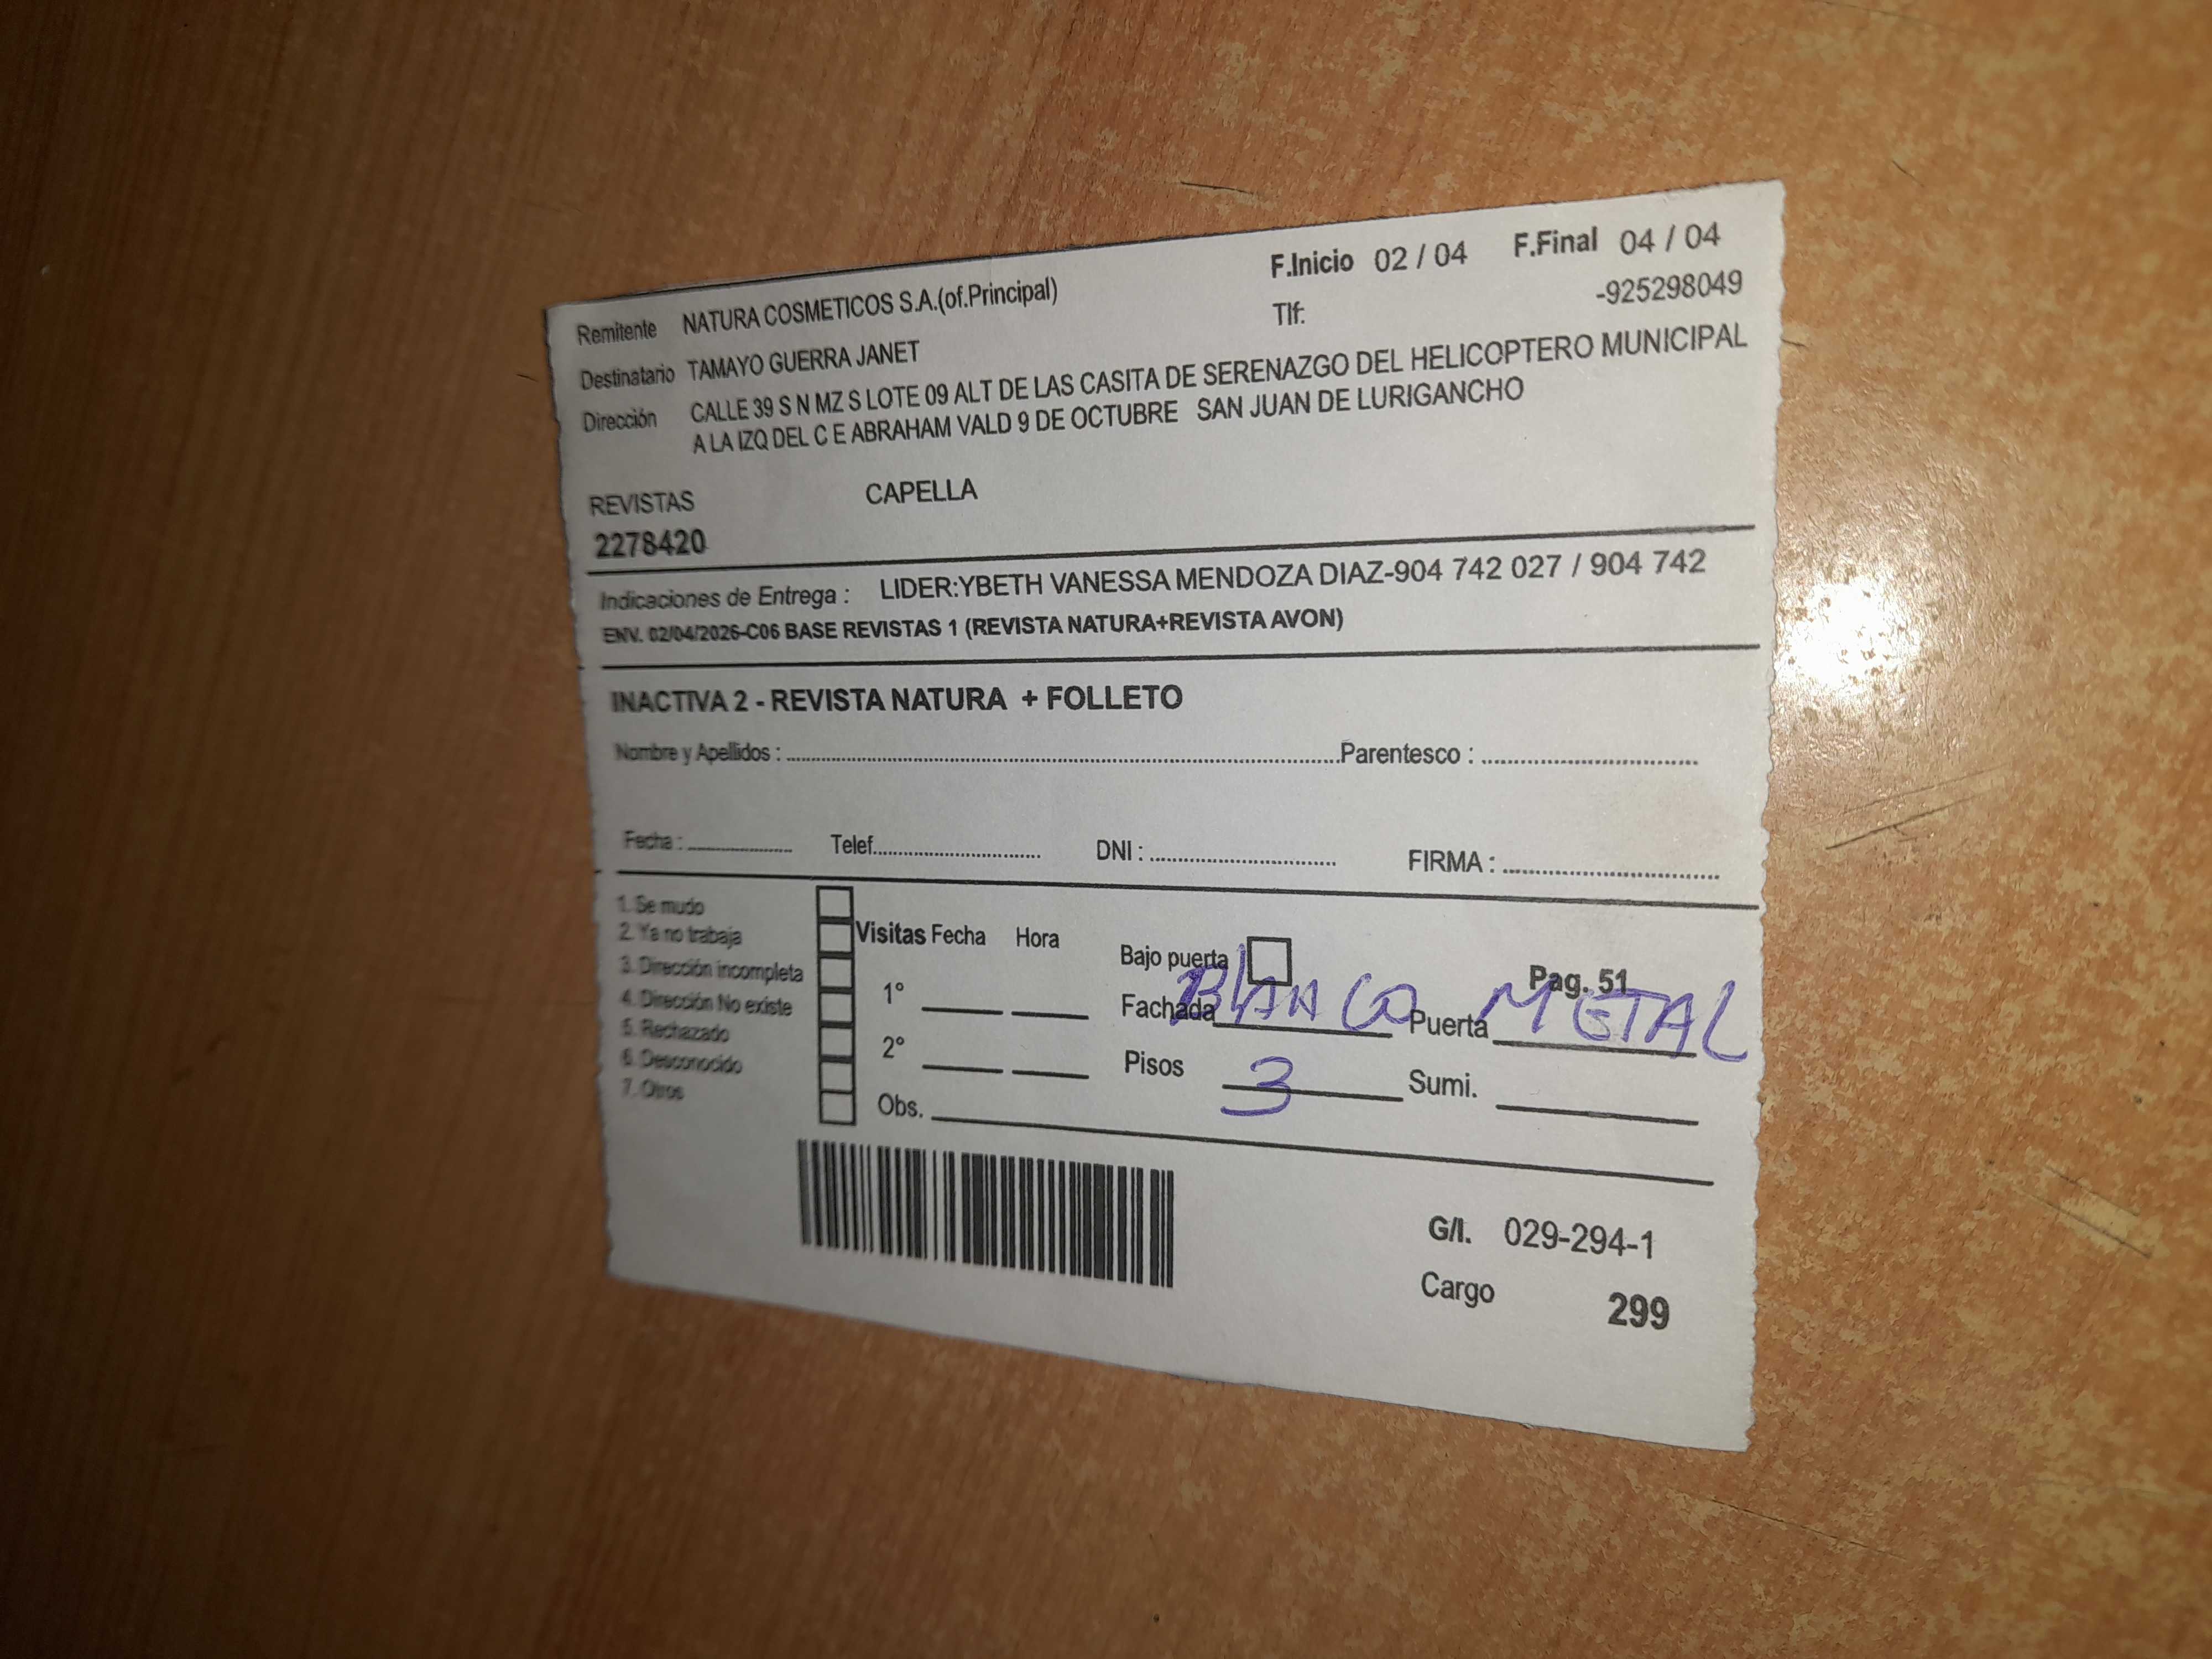 Remitente NATURA COSMETICOS S.A.(of.Principal) F.Inicio 02 / 04 F.Final 04 / 04
Destinatario TAMAYO GUERRA JANET Tlf: -925298049
Dirección CALLE 39 S N MZ S LOTE 09 ALT DE LAS CASITA DE SERENAZGO DEL HELICOPTERO MUNICIPAL
A LA IZQ DEL C E ABRAHAM VALD 9 DE OCTUBRE SAN JUAN DE LURIGANCHO
REVISTAS CAPELLA
2278420
Indicaciones de Entrega : LIDER:YBETH VANESSA MENDOZA DIAZ-904 742 027 / 904 742
ENV. 02/04/2026-C06 BASE REVISTAS 1 (REVISTA NATURA+REVISTA AVON)
INACTIVA 2 - REVISTA NATURA + FOLLETO
Nombre y Apellidos : Parentesco :
Fecha : Telef. DNI : FIRMA :
1. Se mudo
2. Ya no trabaja Visitas Fecha Hora Bajo puerta Pag. 51
3. Dirección incompleta
4. Dirección No existe 1° Fachada BLANCO Puerta METAL
5. Rechazado
6. Desconocido 2° Pisos 3 Sumi.
7. Otros Obs.
G/I. 029-294-1
Cargo 299